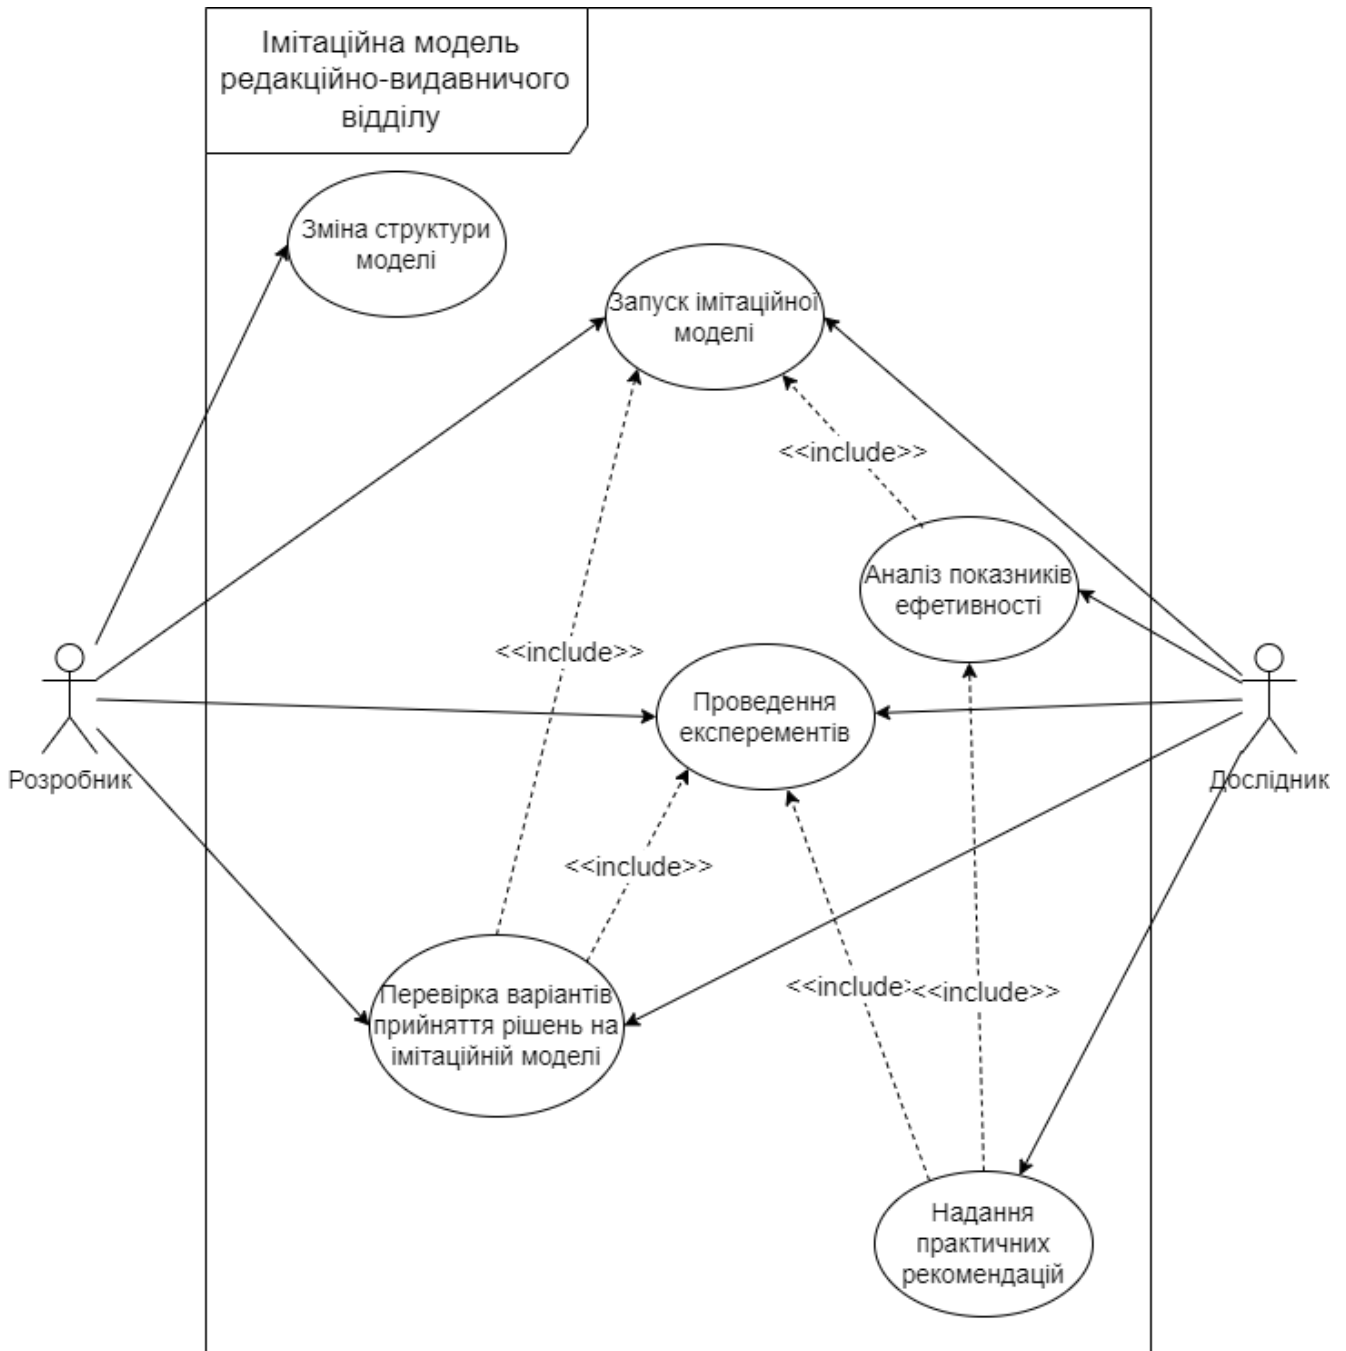 Імітаційна модель
редакційно-видавничого
відділу
Зміна структури
моделі
Запуск імітаційної
моделі
<<include>>
Аналіз показників
ефетивності
<<include>>
Проведення
експерементів
Розробник
Дослідник
<<include>>
Перевірка варіантів
прийняття рішень на
імітаційній моделі
<<include>
<<include>>
Надання
практичних
рекомендацій